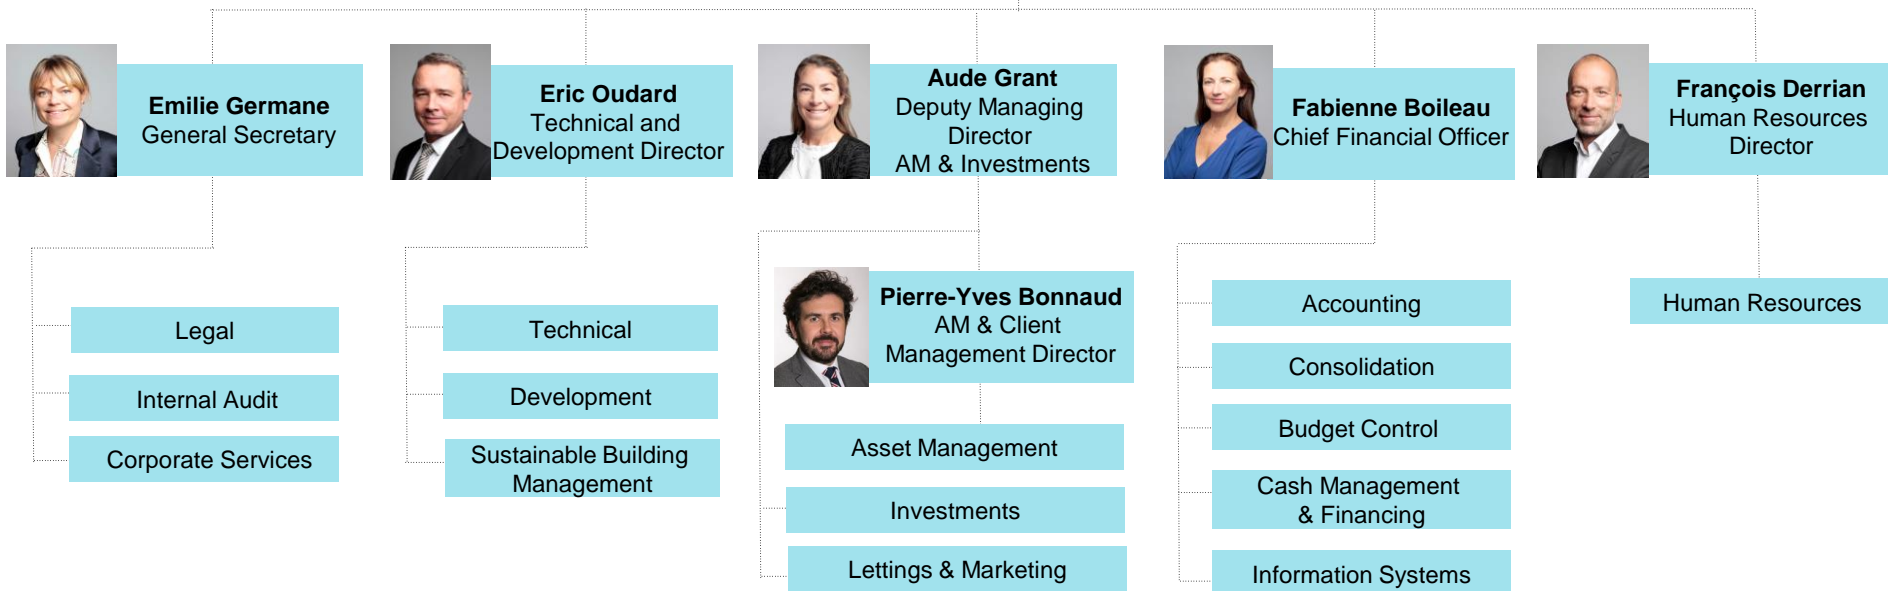 Emilie Germane
General Secretary
Eric Oudard
Technical and
Development Director
Aude Grant
Deputy Managing
Director
AM & Investments
Fabienne Boileau
Chief Financial Officer
François Derrian
Human Resources
Director
Legal
Internal Audit
Corporate Services
Technical
Development
Sustainable Building
Management
Pierre-Yves Bonnaud
AM & Client
Management Director
Asset Management
Investments
Lettings & Marketing
Accounting
Consolidation
Budget Control
Cash Management
& Financing
Information Systems
Human Resources